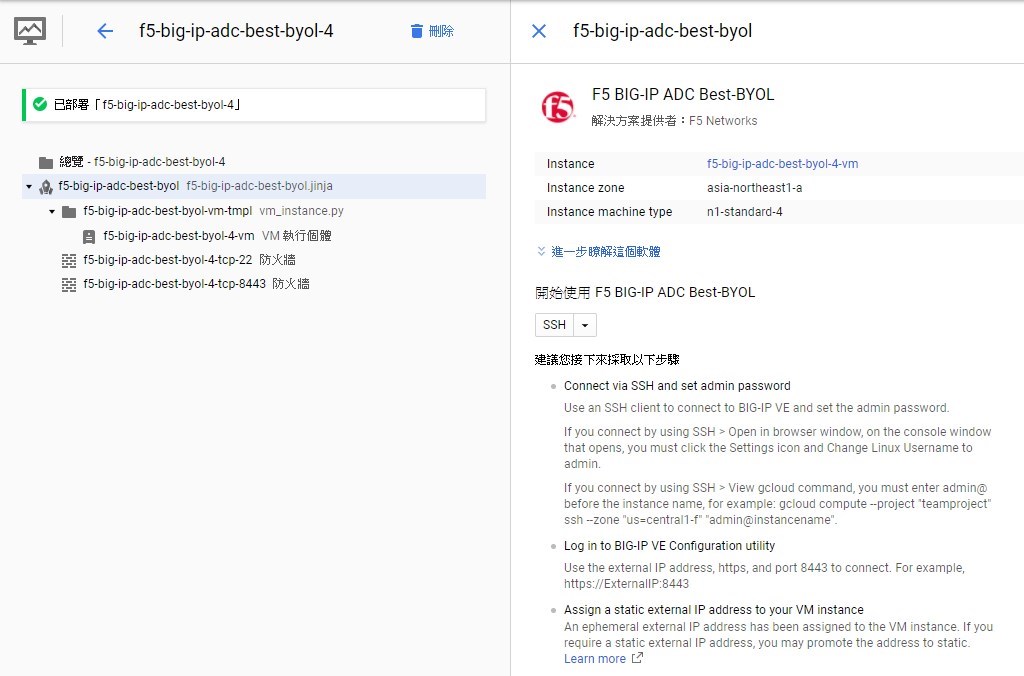 f5-big-ip-adc-best-byol-4
刪除
已部署「f5-big-ip-adc-best-byol-4」
總覽 - f5-big-ip-adc-best-byol-4
f5-big-ip-adc-best-byol f5-big-ip-adc-best-byol.jinja
f5-big-ip-adc-best-byol-vm-tmpl vm_instance.py
f5-big-ip-adc-best-byol-4-vm VM 執行個體
f5-big-ip-adc-best-byol-4-tcp-22 防火牆
f5-big-ip-adc-best-byol-4-tcp-8443 防火牆
f5-big-ip-adc-best-byol
f5
F5 BIG-IP ADC Best-BYOL
解決方案提供者：F5 Networks
Instance f5-big-ip-adc-best-byol-4-vm
Instance zone asia-northeast1-a
Instance machine type n1-standard-4
進一步瞭解這個軟體
開始使用 F5 BIG-IP ADC Best-BYOL
SSH
建議您接下來採取以下步驟
Connect via SSH and set admin password
Use an SSH client to connect to BIG-IP VE and set the admin password.
If you connect by using SSH > Open in browser window, on the console window
that opens, you must click the Settings icon and Change Linux Username to
admin.
If you connect by using SSH > View gcloud command, you must enter admin@
before the instance name, for example: gcloud compute --project "teamproject"
ssh --zone "us=central1-f" "admin@instancename".
Log in to BIG-IP VE Configuration utility
Use the external IP address, https, and port 8443 to connect. For example,
https://ExternalIP:8443
Assign a static external IP address to your VM instance
An ephemeral external IP address has been assigned to the VM instance. If you
require a static external IP address, you may promote the address to static.
Learn more